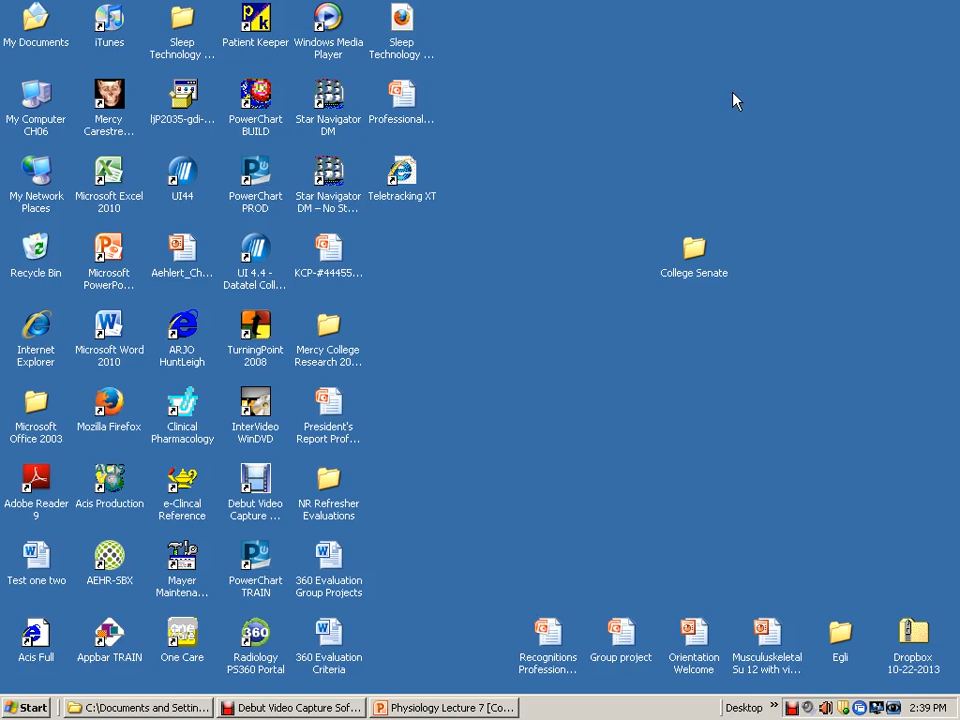 My Documents
iTunes
Sleep
Technology ...
Patient Keeper
Windows Media
Player
Sleep
Technology ...
My Computer
CH06
Mercy
Carestre...
ljP2035-gdi-...
PowerChart
BUILD
Star Navigator
DM
Professional...
My Network
Places
Microsoft Excel
2010
UI44
PowerChart
PROD
Star Navigator
DM – No St...
Teletracking XT
Recycle Bin
Microsoft
PowerPo...
Aehlert_Ch...
UI 4.4 -
Datatel Coll...
KCP-#44455...
College Senate
Internet
Explorer
Microsoft Word
2010
ARJO
HuntLeigh
TurningPoint
2008
Mercy College
Research 20...
Microsoft
Office 2003
Mozilla Firefox
Clinical
Pharmacology
InterVideo
WinDVD
President's
Report Prof...
Adobe Reader
9
Acis Production
e-Clincal
Reference
Debut Video
Capture ...
NR Refresher
Evaluations
Test one two
AEHR-SBX
Mayer
Maintena...
PowerChart
TRAIN
360 Evaluation
Group Projects
Acis Full
Appbar TRAIN
One Care
360
Radiology
PS360 Portal
360 Evaluation
Criteria
Recognitions
Profession...
Group project
Orientation
Welcome
Musculuskeletal
Su 12 with vi...
Egli
Dropbox
10-22-2013
Start
C:\Documents and Settin...
Debut Video Capture Sof...
Physiology Lecture 7 [Co...
Desktop
2:39 PM